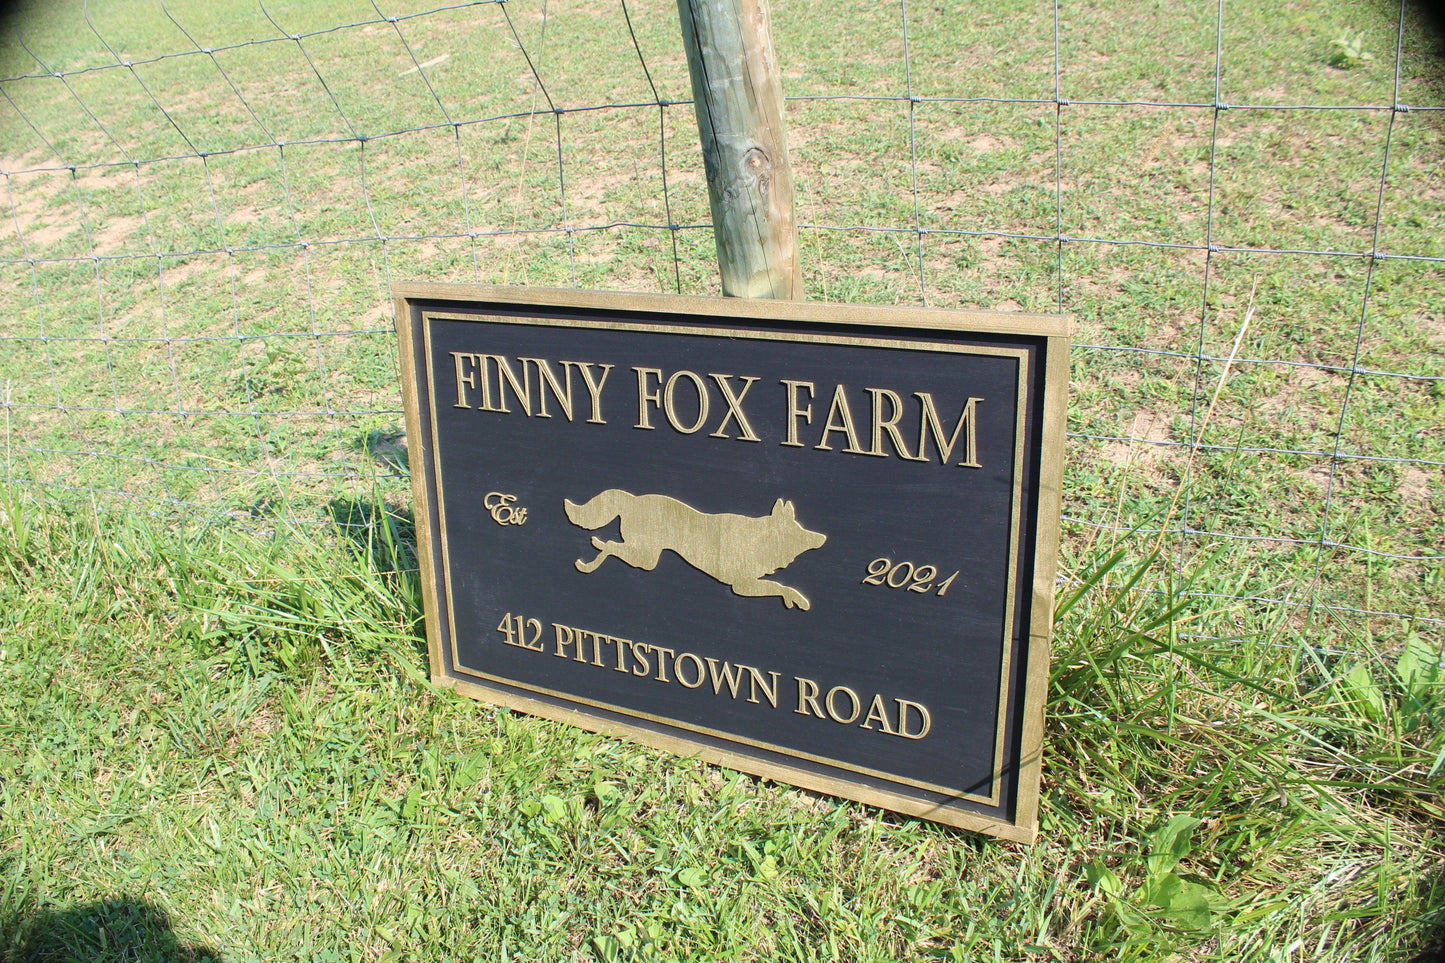 FINNY FOX FARM
Est 2021
412 PITTSTOWN ROAD